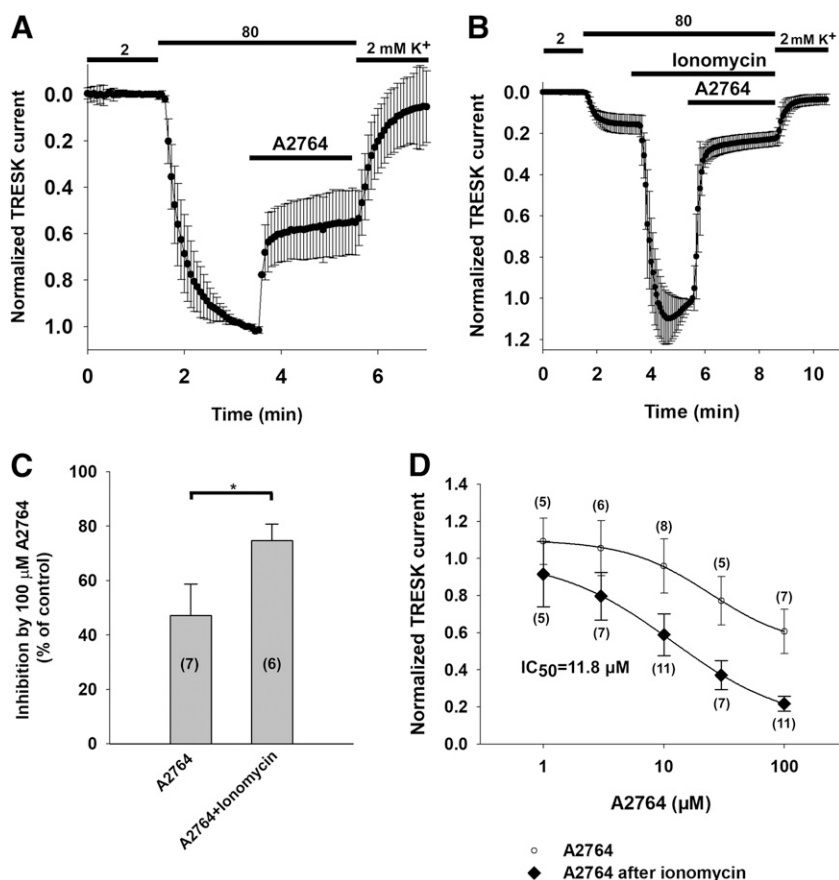 A
2
80
2 mM K+
A2764
Normalized TRESK current
0.0
0.2
0.4
0.6
0.8
1.0
0
2
4
6
Time (min)
B
2
80
2 mM K+
Ionomycin
A2764
Normalized TRESK current
0.0
0.2
0.4
0.6
0.8
1.0
1.2
0
2
4
6
8
10
Time (min)
C
Inhibition by 100 µM A2764
(% of control)
100
80
60
40
20
0
*
(7)
(6)
A2764
A2764+Ionomycin
D
Normalized TRESK current
1.4
1.2
1.0
0.8
0.6
0.4
0.2
0.0
(5)
(6)
(8)
(5)
(7)
(5)
(7)
(11)
(7)
(11)
IC50=11.8 µM
1
10
100
A2764 (µM)
A2764
A2764 after ionomycin